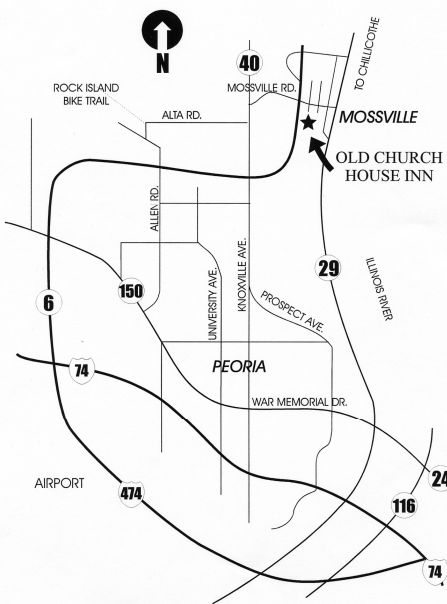 N
40
TO CHILLICOTHE
ROCK ISLAND
BIKE TRAIL
MOSSVILLE RD.
ALTA RD.
MOSSVILLE
OLD CHURCH
HOUSE INN
ALLEN RD.
UNIVERSITY AVE.
KNOXVILLE AVE.
29
ILLINOIS RIVER
150
6
PROSPECT AVE.
PEORIA
74
WAR MEMORIAL DR.
24
AIRPORT
474
116
74